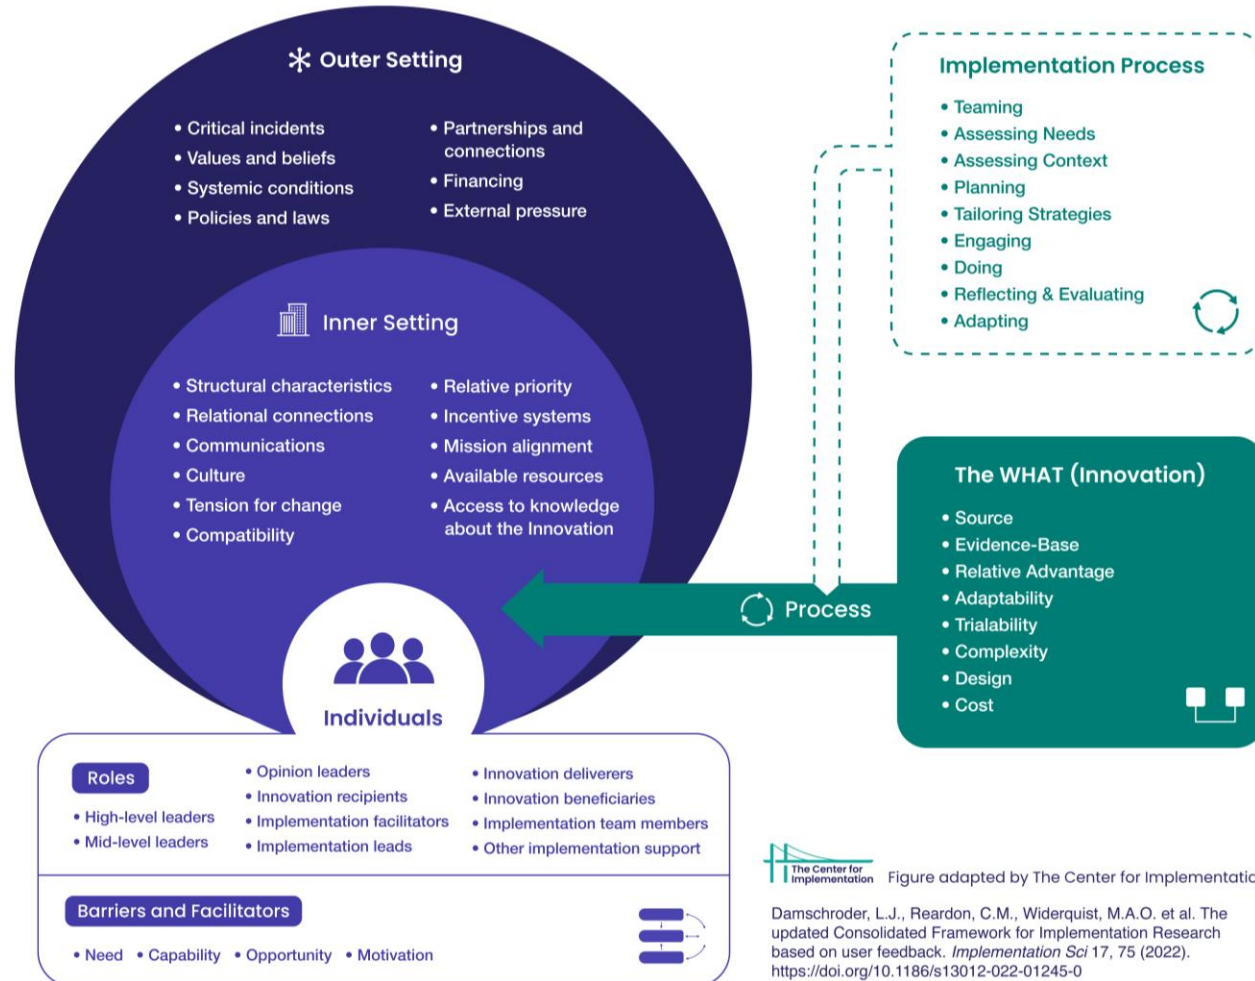 Outer Setting
• Critical incidents
• Values and beliefs
• Systemic conditions
• Policies and laws
• Partnerships and
connections
• Financing
• External pressure
Inner Setting
• Structural characteristics
• Relational connections
• Communications
• Culture
• Tension for change
• Compatibility
• Relative priority
• Incentive systems
• Mission alignment
• Available resources
• Access to knowledge
about the Innovation
Individuals
Roles
• High-level leaders
• Mid-level leaders
• Opinion leaders
• Innovation recipients
• Implementation facilitators
• Implementation leads
• Innovation deliverers
• Innovation beneficiaries
• Implementation team members
• Other implementation support
Barriers and Facilitators
• Need • Capability • Opportunity • Motivation
Implementation Process
• Teaming
• Assessing Needs
• Assessing Context
• Planning
• Tailoring Strategies
• Engaging
• Doing
• Reflecting & Evaluating
• Adapting
Process
The WHAT (Innovation)
• Source
• Evidence-Base
• Relative Advantage
• Adaptability
• Trialability
• Complexity
• Design
• Cost
The Center for
Implementation
Figure adapted by The Center for Implementatio
Damschroder, L.J., Reardon, C.M., Widerquist, M.A.O. et al. The
updated Consolidated Framework for Implementation Research
based on user feedback. Implementation Sci 17, 75 (2022).
https://doi.org/10.1186/s13012-022-01245-0